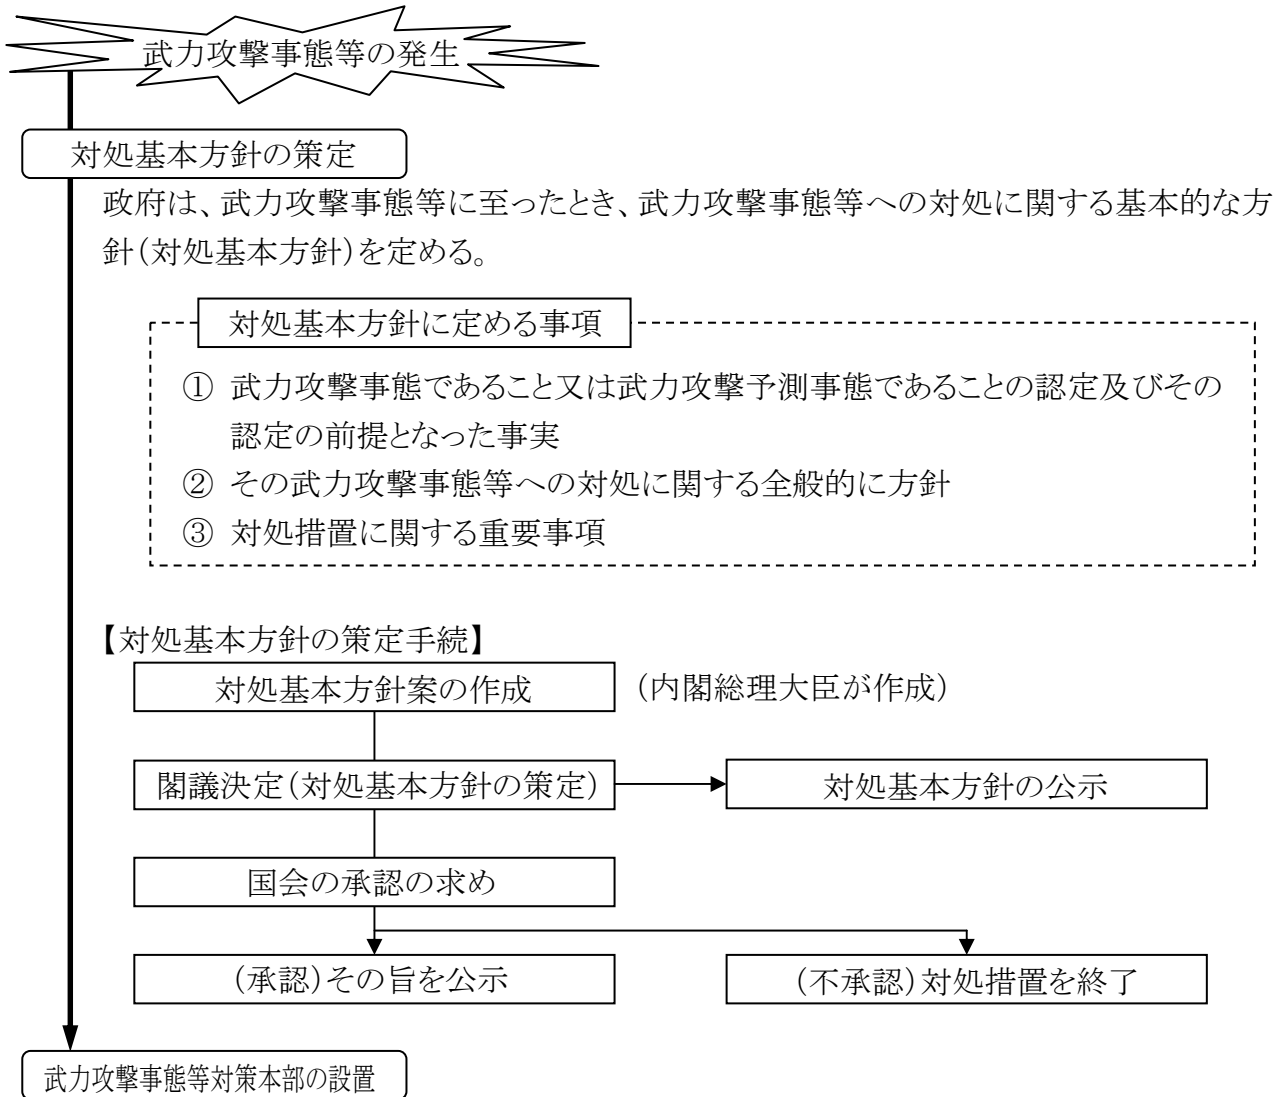 武力攻撃事態等の発生
対処基本方針の策定
政府は、武力攻撃事態等に至ったとき、武力攻撃事態等への対処に関する基本的な方
針(対処基本方針)を定める。
対処基本方針に定める事項
① 武力攻撃事態であること又は武力攻撃予測事態であることの認定及びその
認定の前提となった事実
② その武力攻撃事態等への対処に関する全般的に方針
③ 対処措置に関する重要事項
【対処基本方針の策定手続】
対処基本方針案の作成 (内閣総理大臣が作成)
閣議決定(対処基本方針の策定) 対処基本方針の公示
国会の承認の求め
(承認)その旨を公示 (不承認)対処措置を終了
武力攻撃事態等対策本部の設置